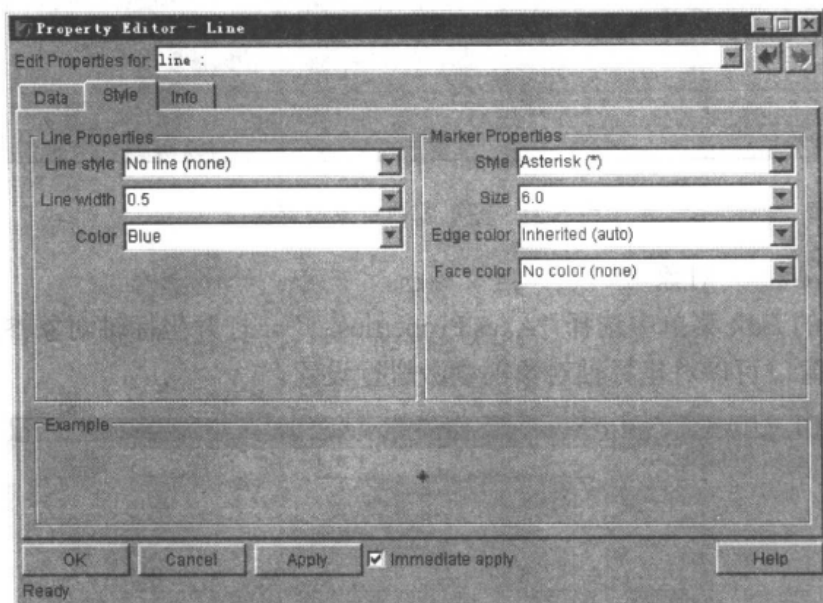 Property Editor - Line
Edit Properties for: line :
Data Style Info
Line Properties
Line style No line (none)
Line width 0.5
Color Blue
Marker Properties
Style Asterisk (*)
Size 6.0
Edge color Inherited (auto)
Face color No color (none)
Example
OK Cancel Apply Immediate apply Help
Ready